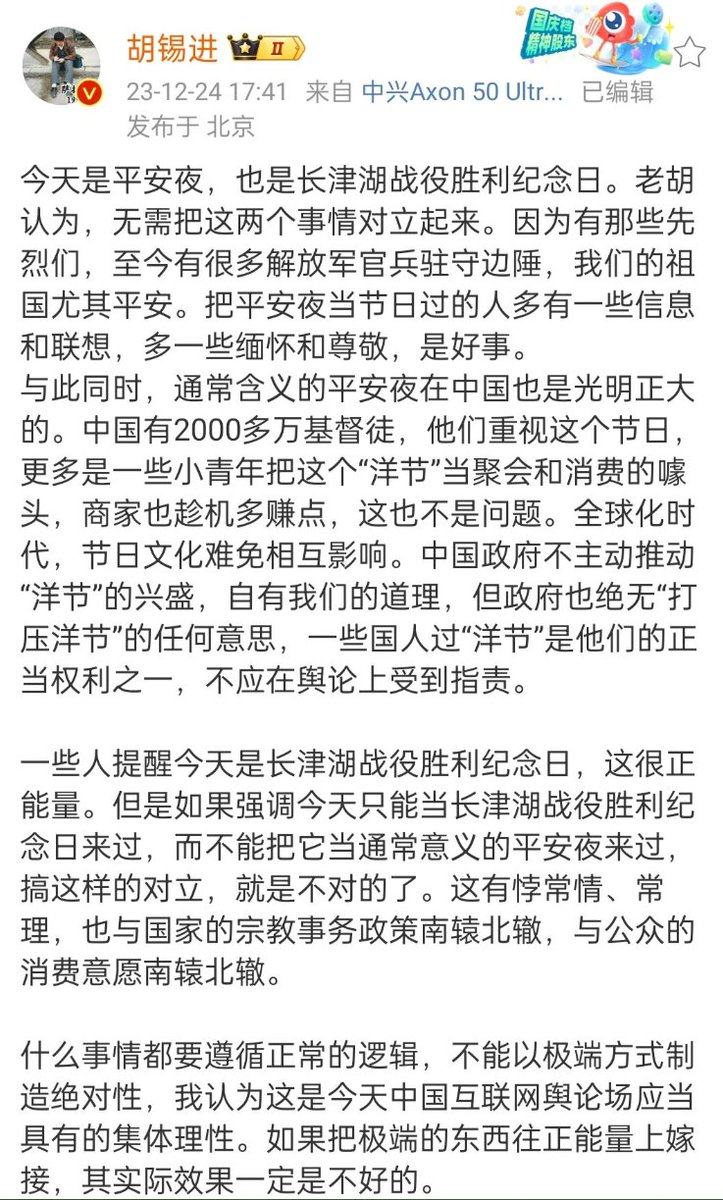 胡锡进 II
国庆档
精神股东
23-12-24 17:41 来自 中兴Axon 50 Ultr... 已编辑
发布于 北京
今天是平安夜，也是长津湖战役胜利纪念日。老胡
认为，无需把这两个事情对立起来。因为有那些先
烈们，至今有很多解放军官兵驻守边陲，我们的祖
国尤其平安。把平安夜当节日过的人多有一些信息
和联想，多一些缅怀和尊敬，是好事。
与此同时，通常含义的平安夜在中国也是光明正大
的。中国有2000多万基督徒，他们重视这个节日，
更多是一些小青年把这个“洋节”当聚会和消费的噱
头，商家也趁机多赚点，这也不是问题。全球化时
代，节日文化难免相互影响。中国政府不主动推动
“洋节”的兴盛，自有我们的道理，但政府也绝无“打
压洋节”的任何意思，一些国人过“洋节”是他们的正
当权利之一，不应在舆论上受到指责。
一些人提醒今天是长津湖战役胜利纪念日，这很正
能量。但是如果强调今天只能当长津湖战役胜利纪
念日来过，而不能把它当通常意义的平安夜来过，
搞这样的对立，就是不对的了。这有悖常情、常
理，也与国家的宗教事务政策南辕北辙，与公众的
消费意愿南辕北辙。
什么事情都要遵循正常的逻辑，不能以极端方式制
造绝对性，我认为这是今天中国互联网舆论场应当
具有的集体理性。如果把极端的东西往正能量上嫁
接，其实际效果一定是不好的。